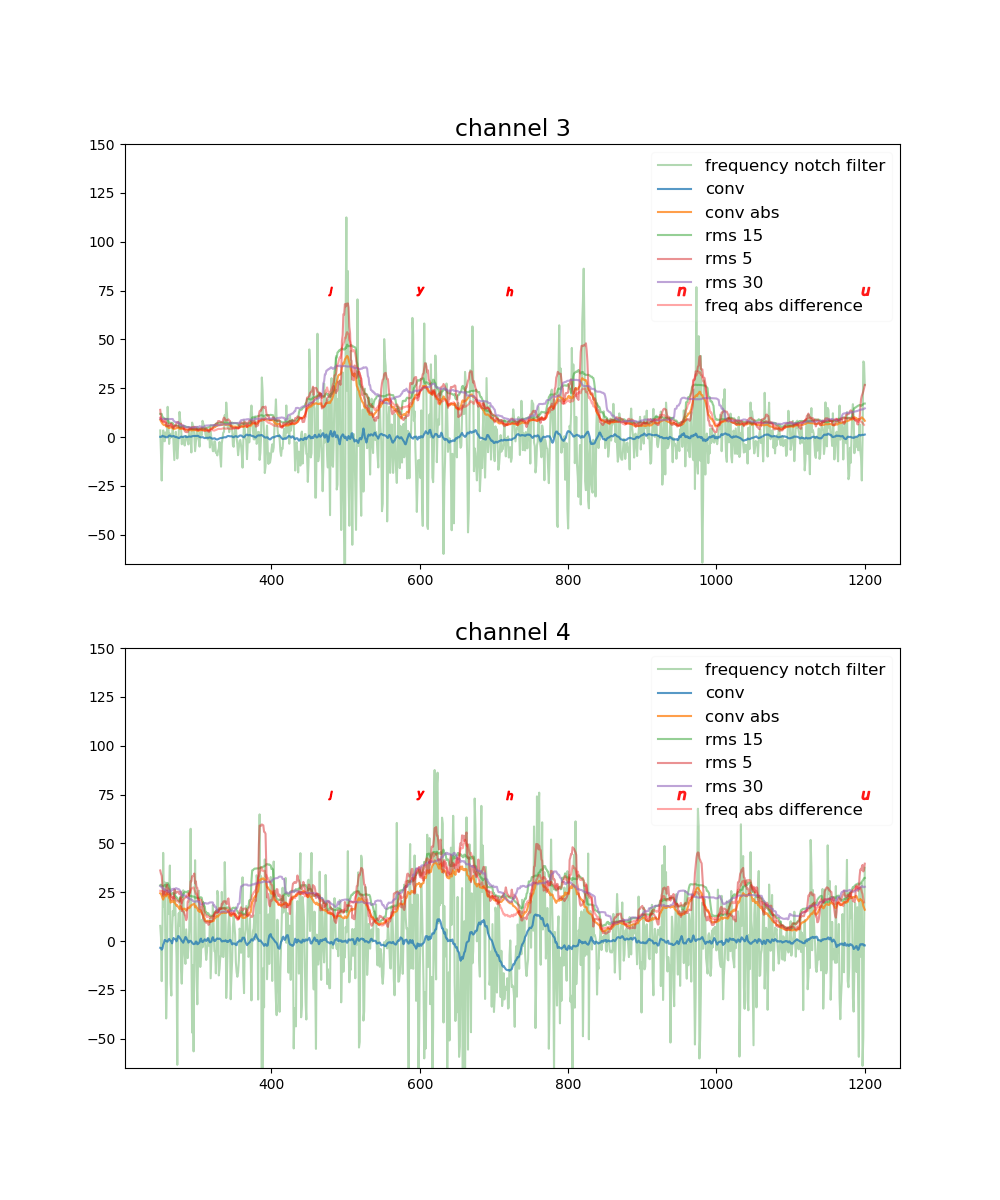 channel 3
150
125
100
75
50
25
0
−25
−50
frequency notch filter
conv
conv abs
rms 15
rms 5
rms 30
freq abs difference
j y h n u
400 600 800 1000 1200
channel 4
150
125
100
75
50
25
0
−25
−50
frequency notch filter
conv
conv abs
rms 15
rms 5
rms 30
freq abs difference
j y h n u
400 600 800 1000 1200